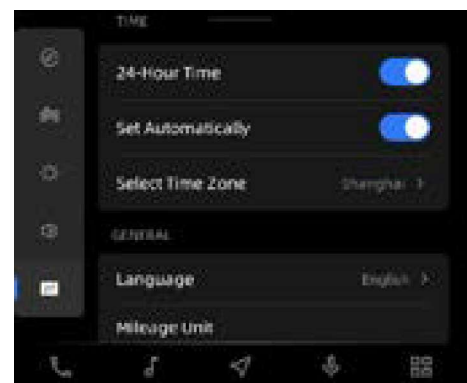 TIME
24-Hour Time
Set Automatically
Select Time Zone
Shanghai
GENERAL
Language
English
Mileage Unit